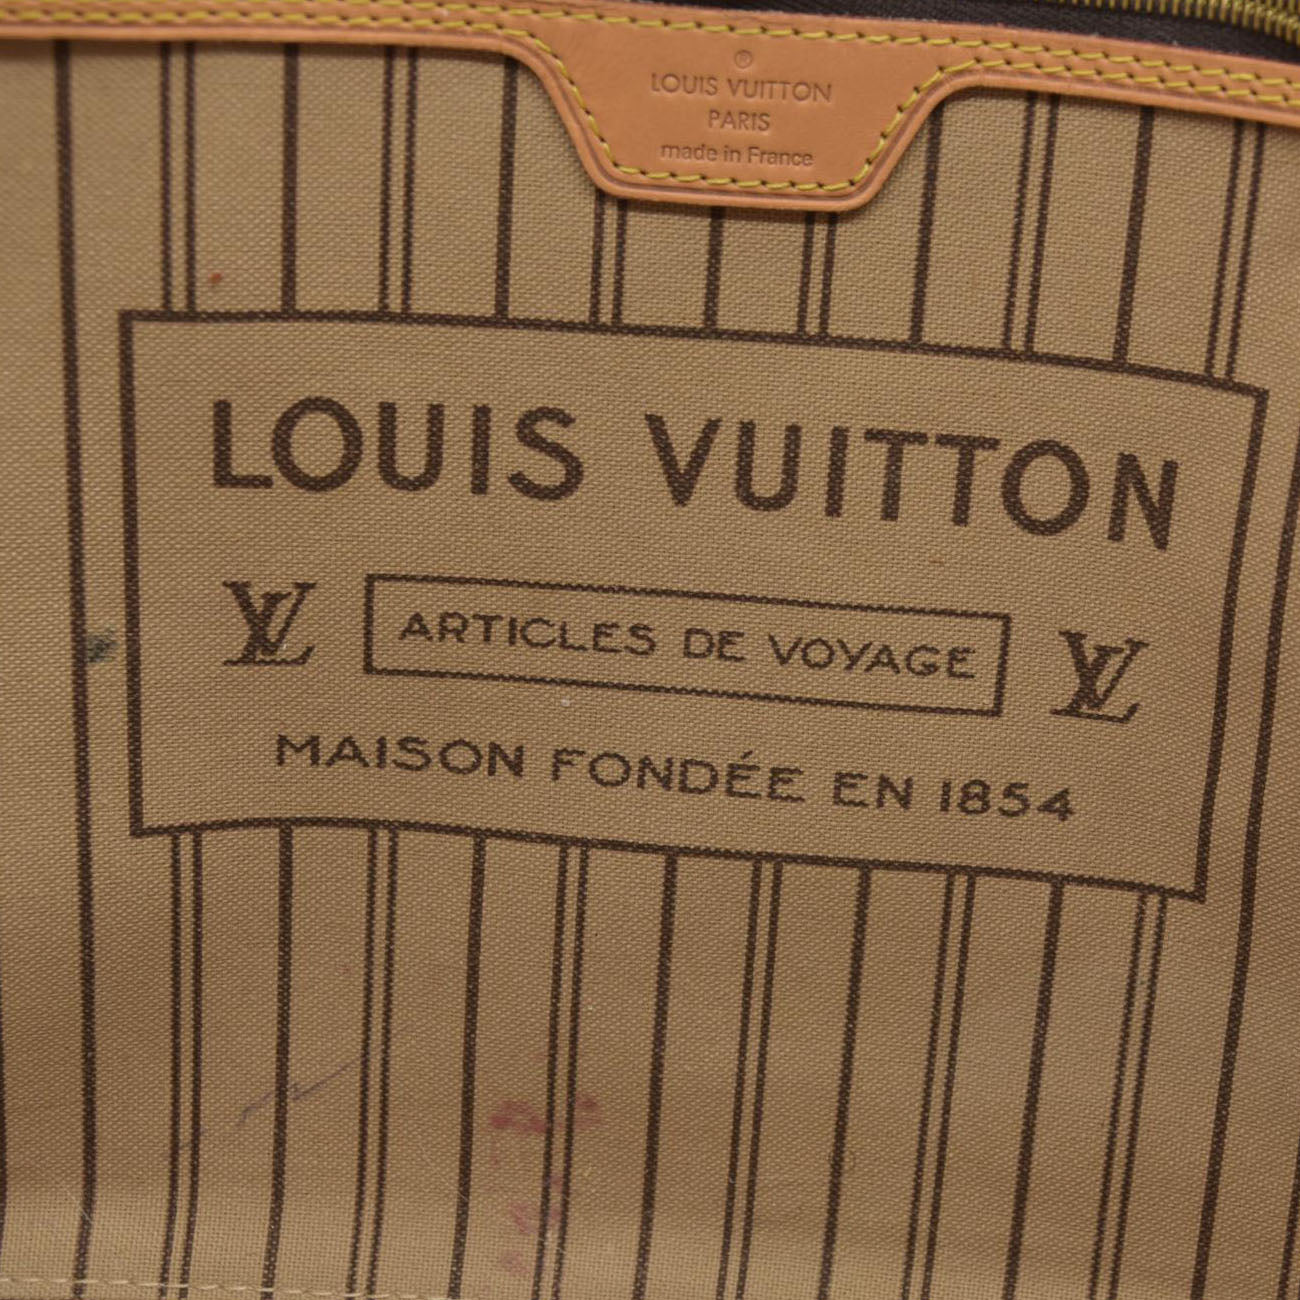 ®
LOUIS VUITTON
PARIS
made in France
LOUIS VUITTON
LV ARTICLES DE VOYAGE LV
MAISON FONDÉE EN 1854